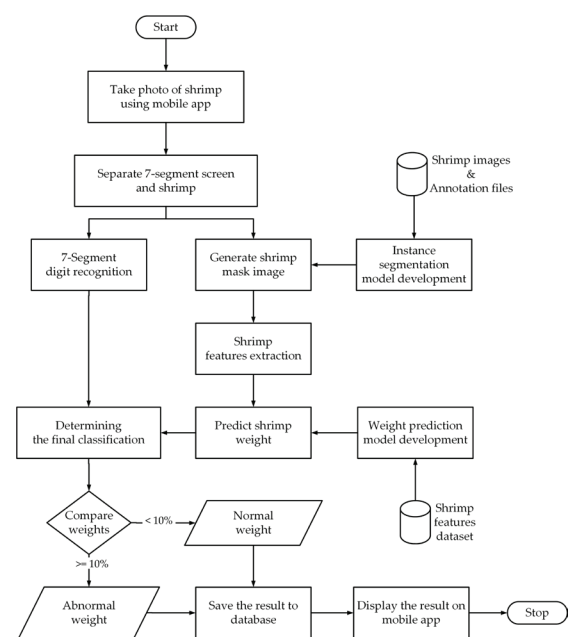 Start
Take photo of shrimp
using mobile app
Separate 7-segment screen
and shrimp
Shrimp images
&
Annotation files
7-Segment
digit recognition
Generate shrimp
mask image
Instance
segmentation
model development
Shrimp
features extraction
Determining
the final classification
Predict shrimp
weight
Weight prediction
model development
Compare
weights
< 10%
Normal
weight
Shrimp
features
dataset
>= 10%
Abnormal
weight
Save the result to
database
Display the result on
mobile app
Stop